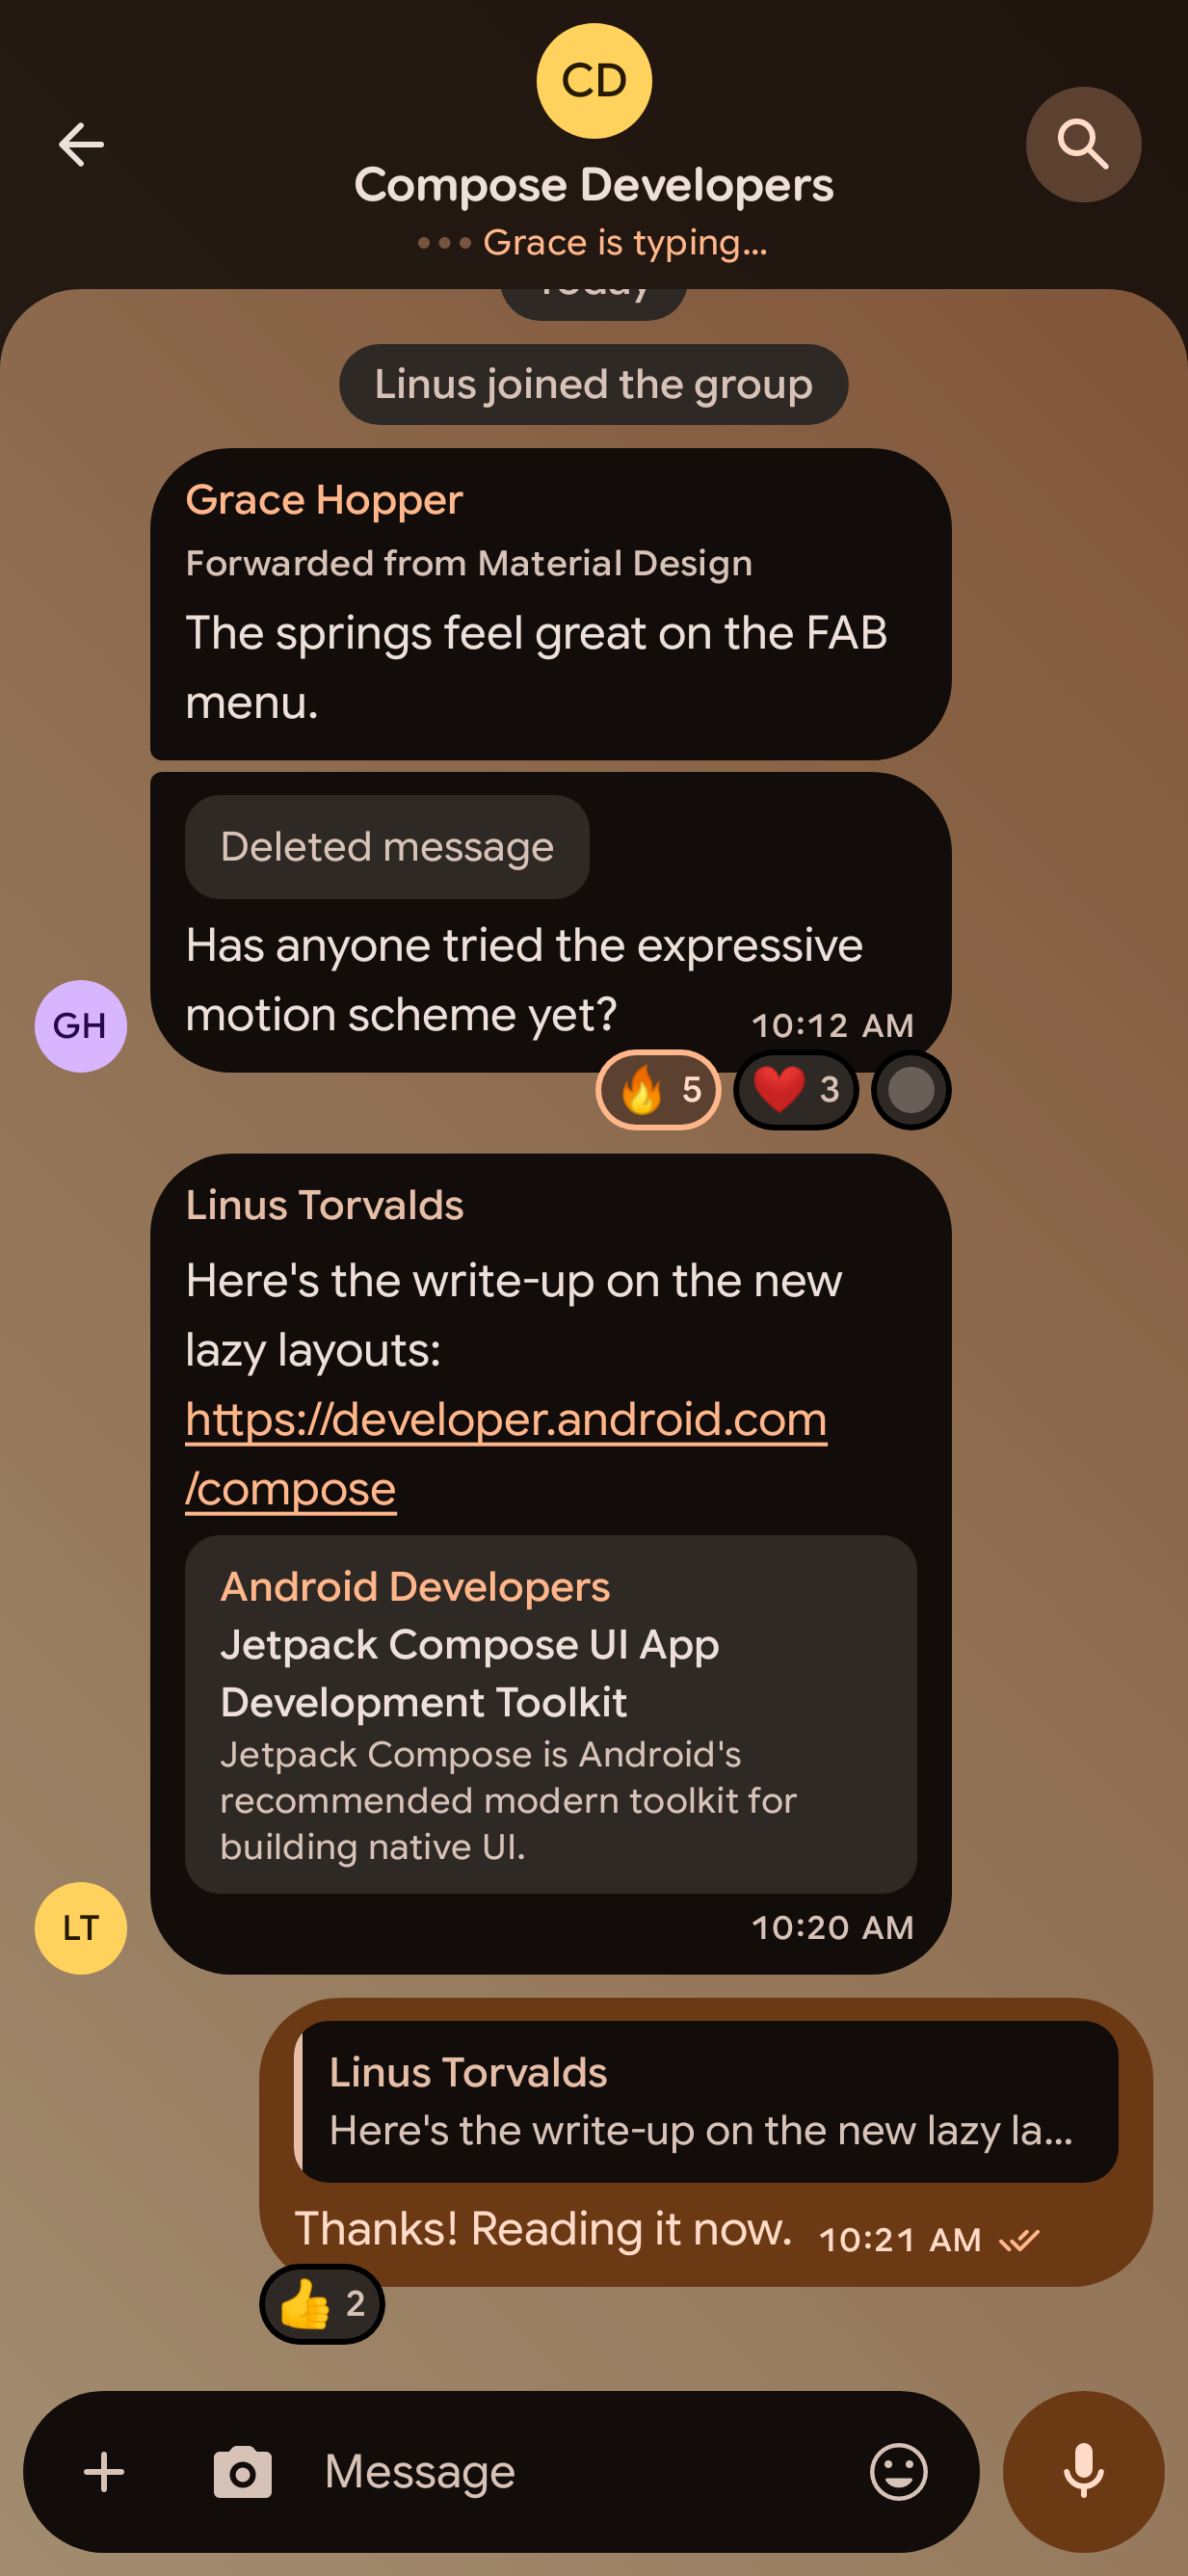 CD
Compose Developers
Grace is typing...
Today
Linus joined the group
Grace Hopper
Forwarded from Material Design
The springs feel great on the FAB
menu.
Deleted message
Has anyone tried the expressive
motion scheme yet?
10:12 AM
GH
5
3
Linus Torvalds
Here's the write-up on the new
lazy layouts:
https://developer.android.com
/compose
Android Developers
Jetpack Compose UI App
Development Toolkit
Jetpack Compose is Android's
recommended modern toolkit for
building native UI.
10:20 AM
LT
Linus Torvalds
Here's the write-up on the new lazy la...
Thanks! Reading it now.
10:21 AM
2
Message